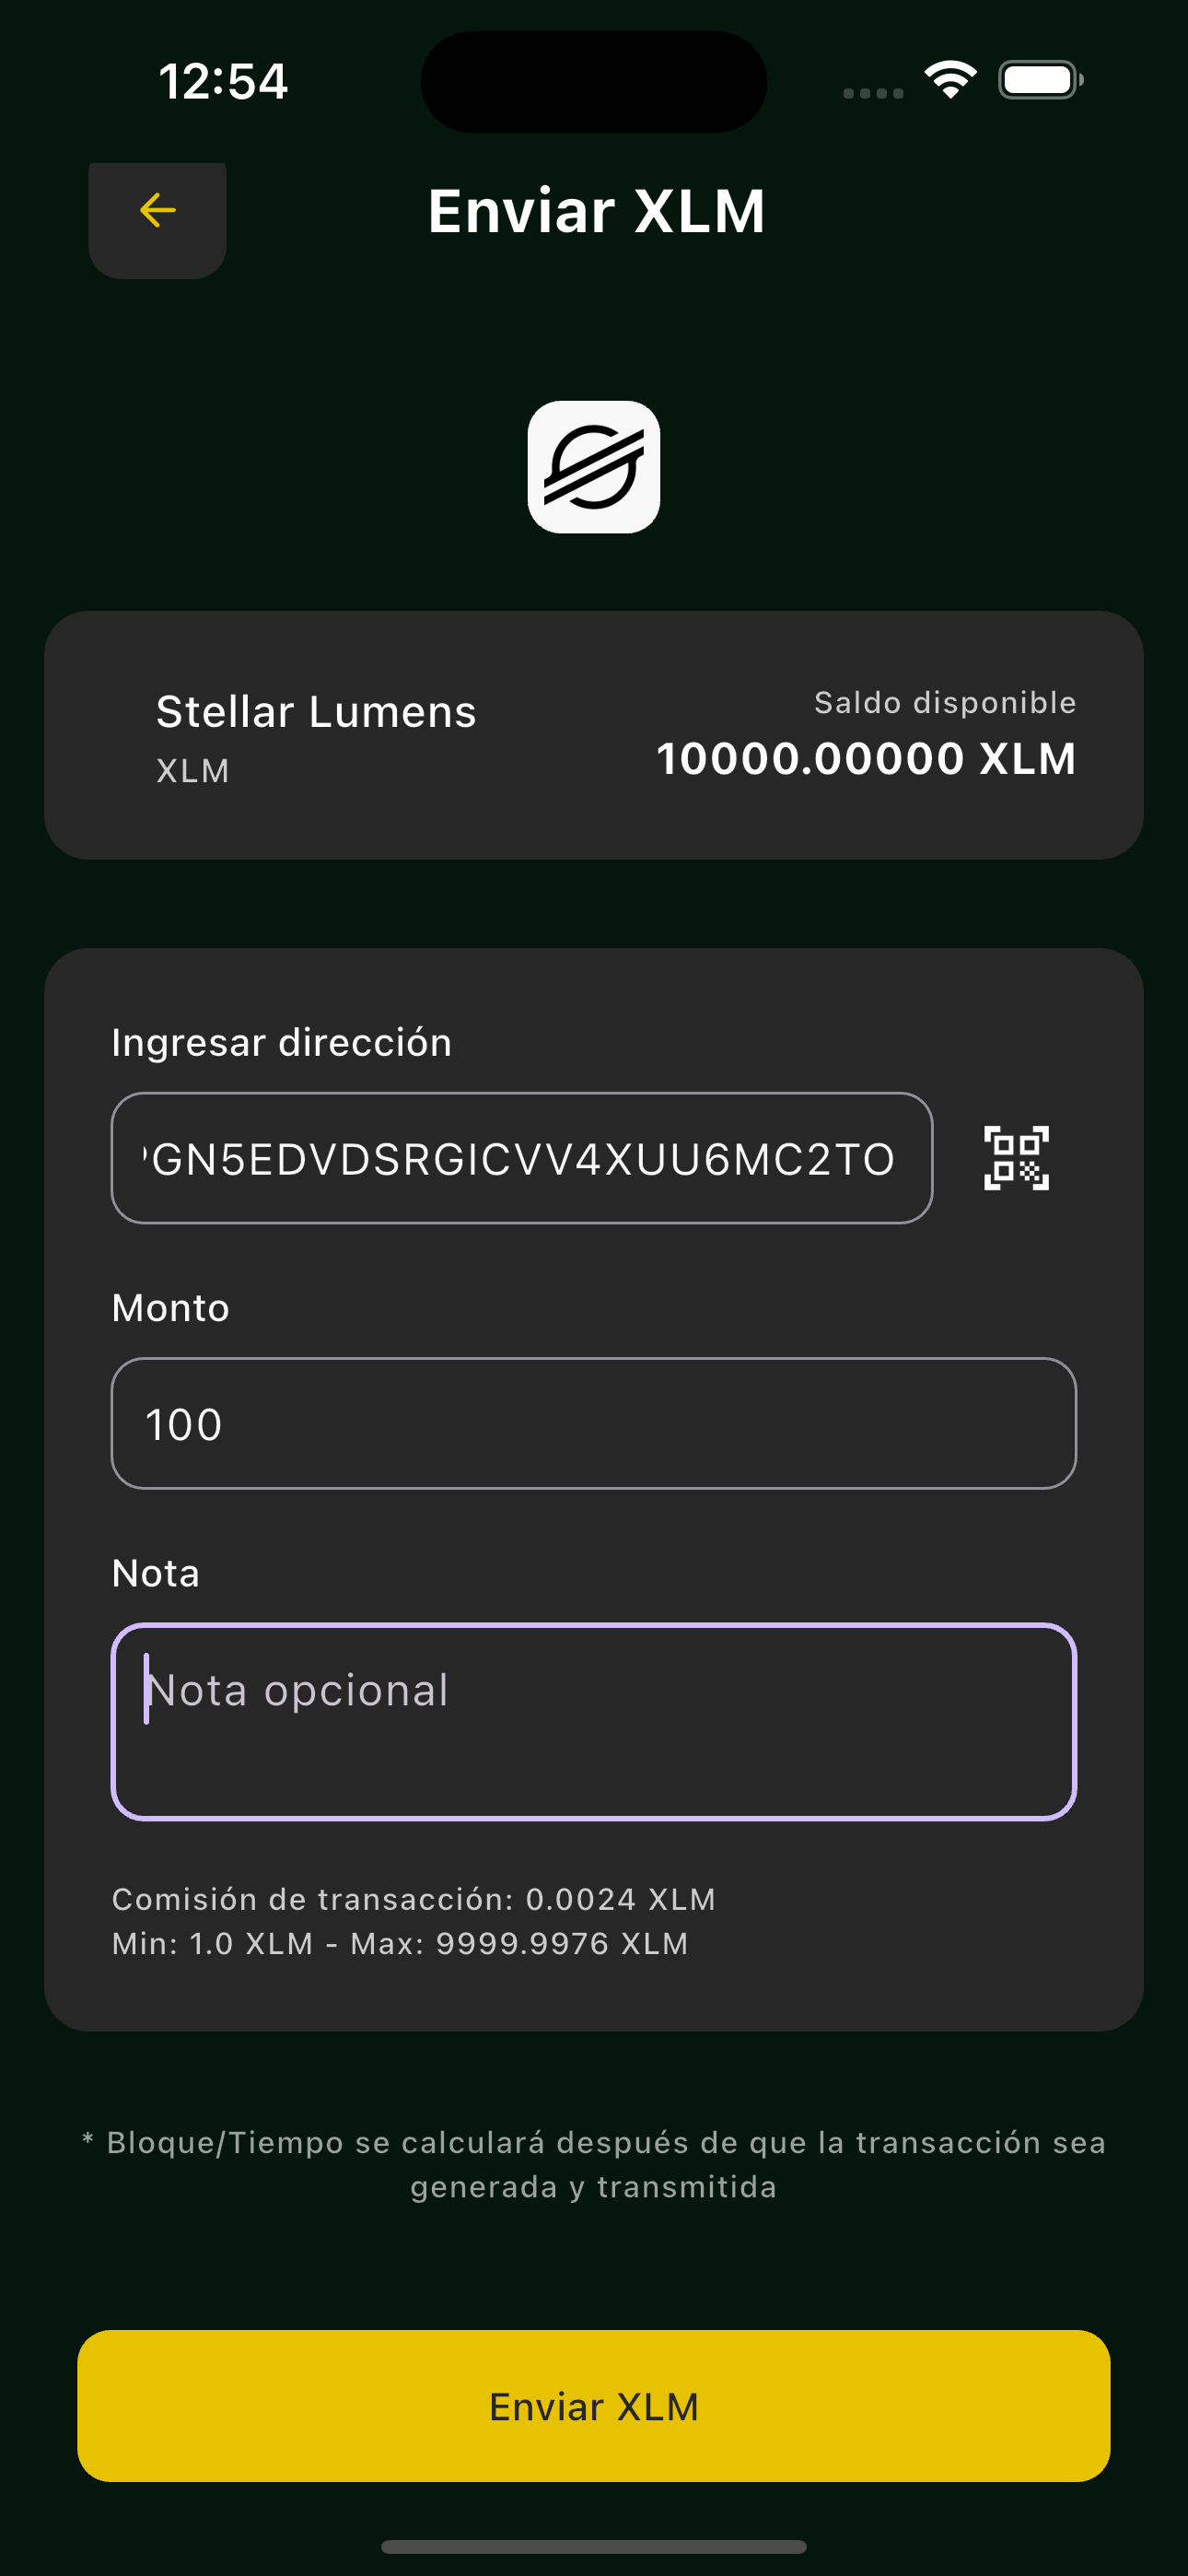 12:54
Enviar XLM
Stellar Lumens
XLM
Saldo disponible
10000.00000 XLM
Ingresar dirección
GN5EDVDSRGICVV4XUU6MC2TO
Monto
100
Nota
Nota opcional
Comisión de transacción: 0.0024 XLM
Min: 1.0 XLM - Max: 9999.9976 XLM
* Bloque/Tiempo se calculará después de que la transacción sea
generada y transmitida
Enviar XLM